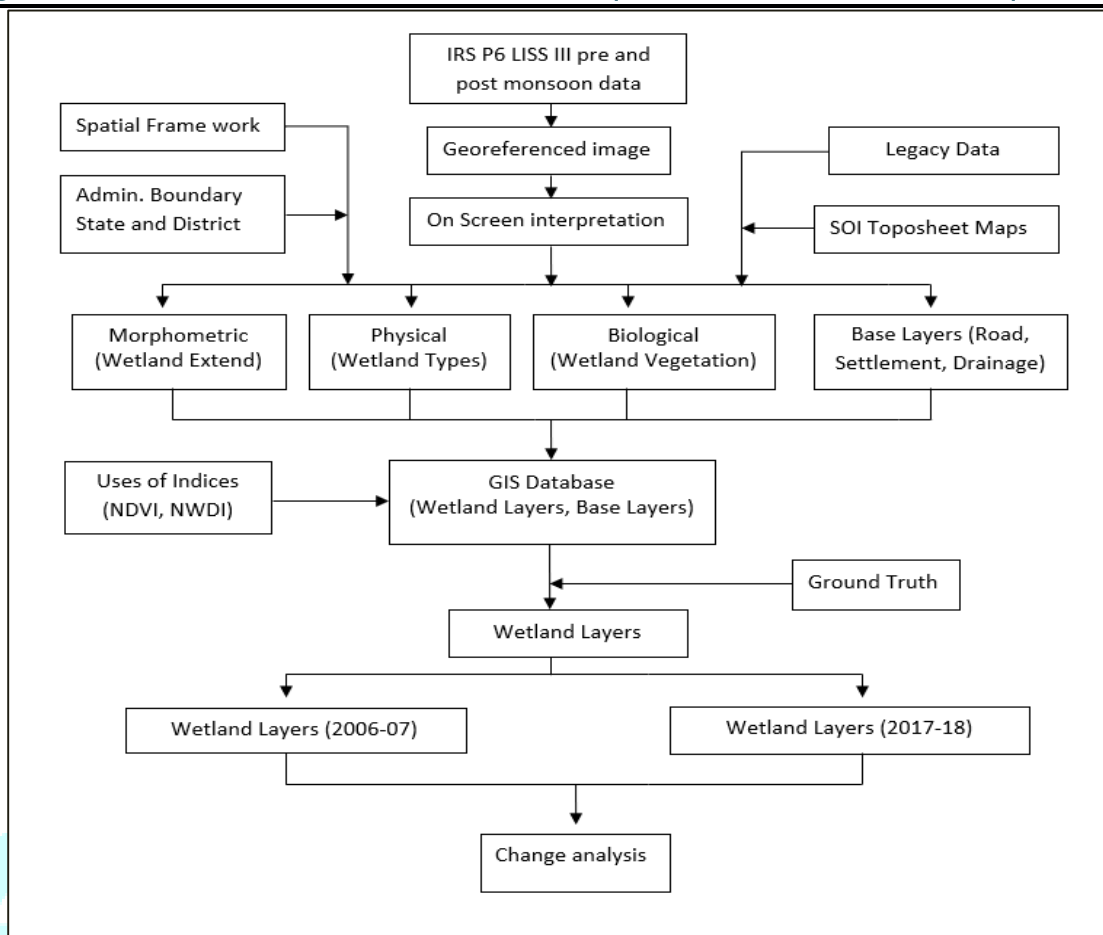 IRS P6 LISS III pre and
post monsoon data
Spatial Frame work
Georeferenced image
Legacy Data
Admin. Boundary
State and District
On Screen interpretation
SOI Toposheet Maps
Morphometric
(Wetland Extend)
Physical
(Wetland Types)
Biological
(Wetland Vegetation)
Base Layers (Road,
Settlement, Drainage)
Uses of Indices
(NDVI, NWDI)
GIS Database
(Wetland Layers, Base Layers)
Ground Truth
Wetland Layers
Wetland Layers (2006-07)
Wetland Layers (2017-18)
Change analysis